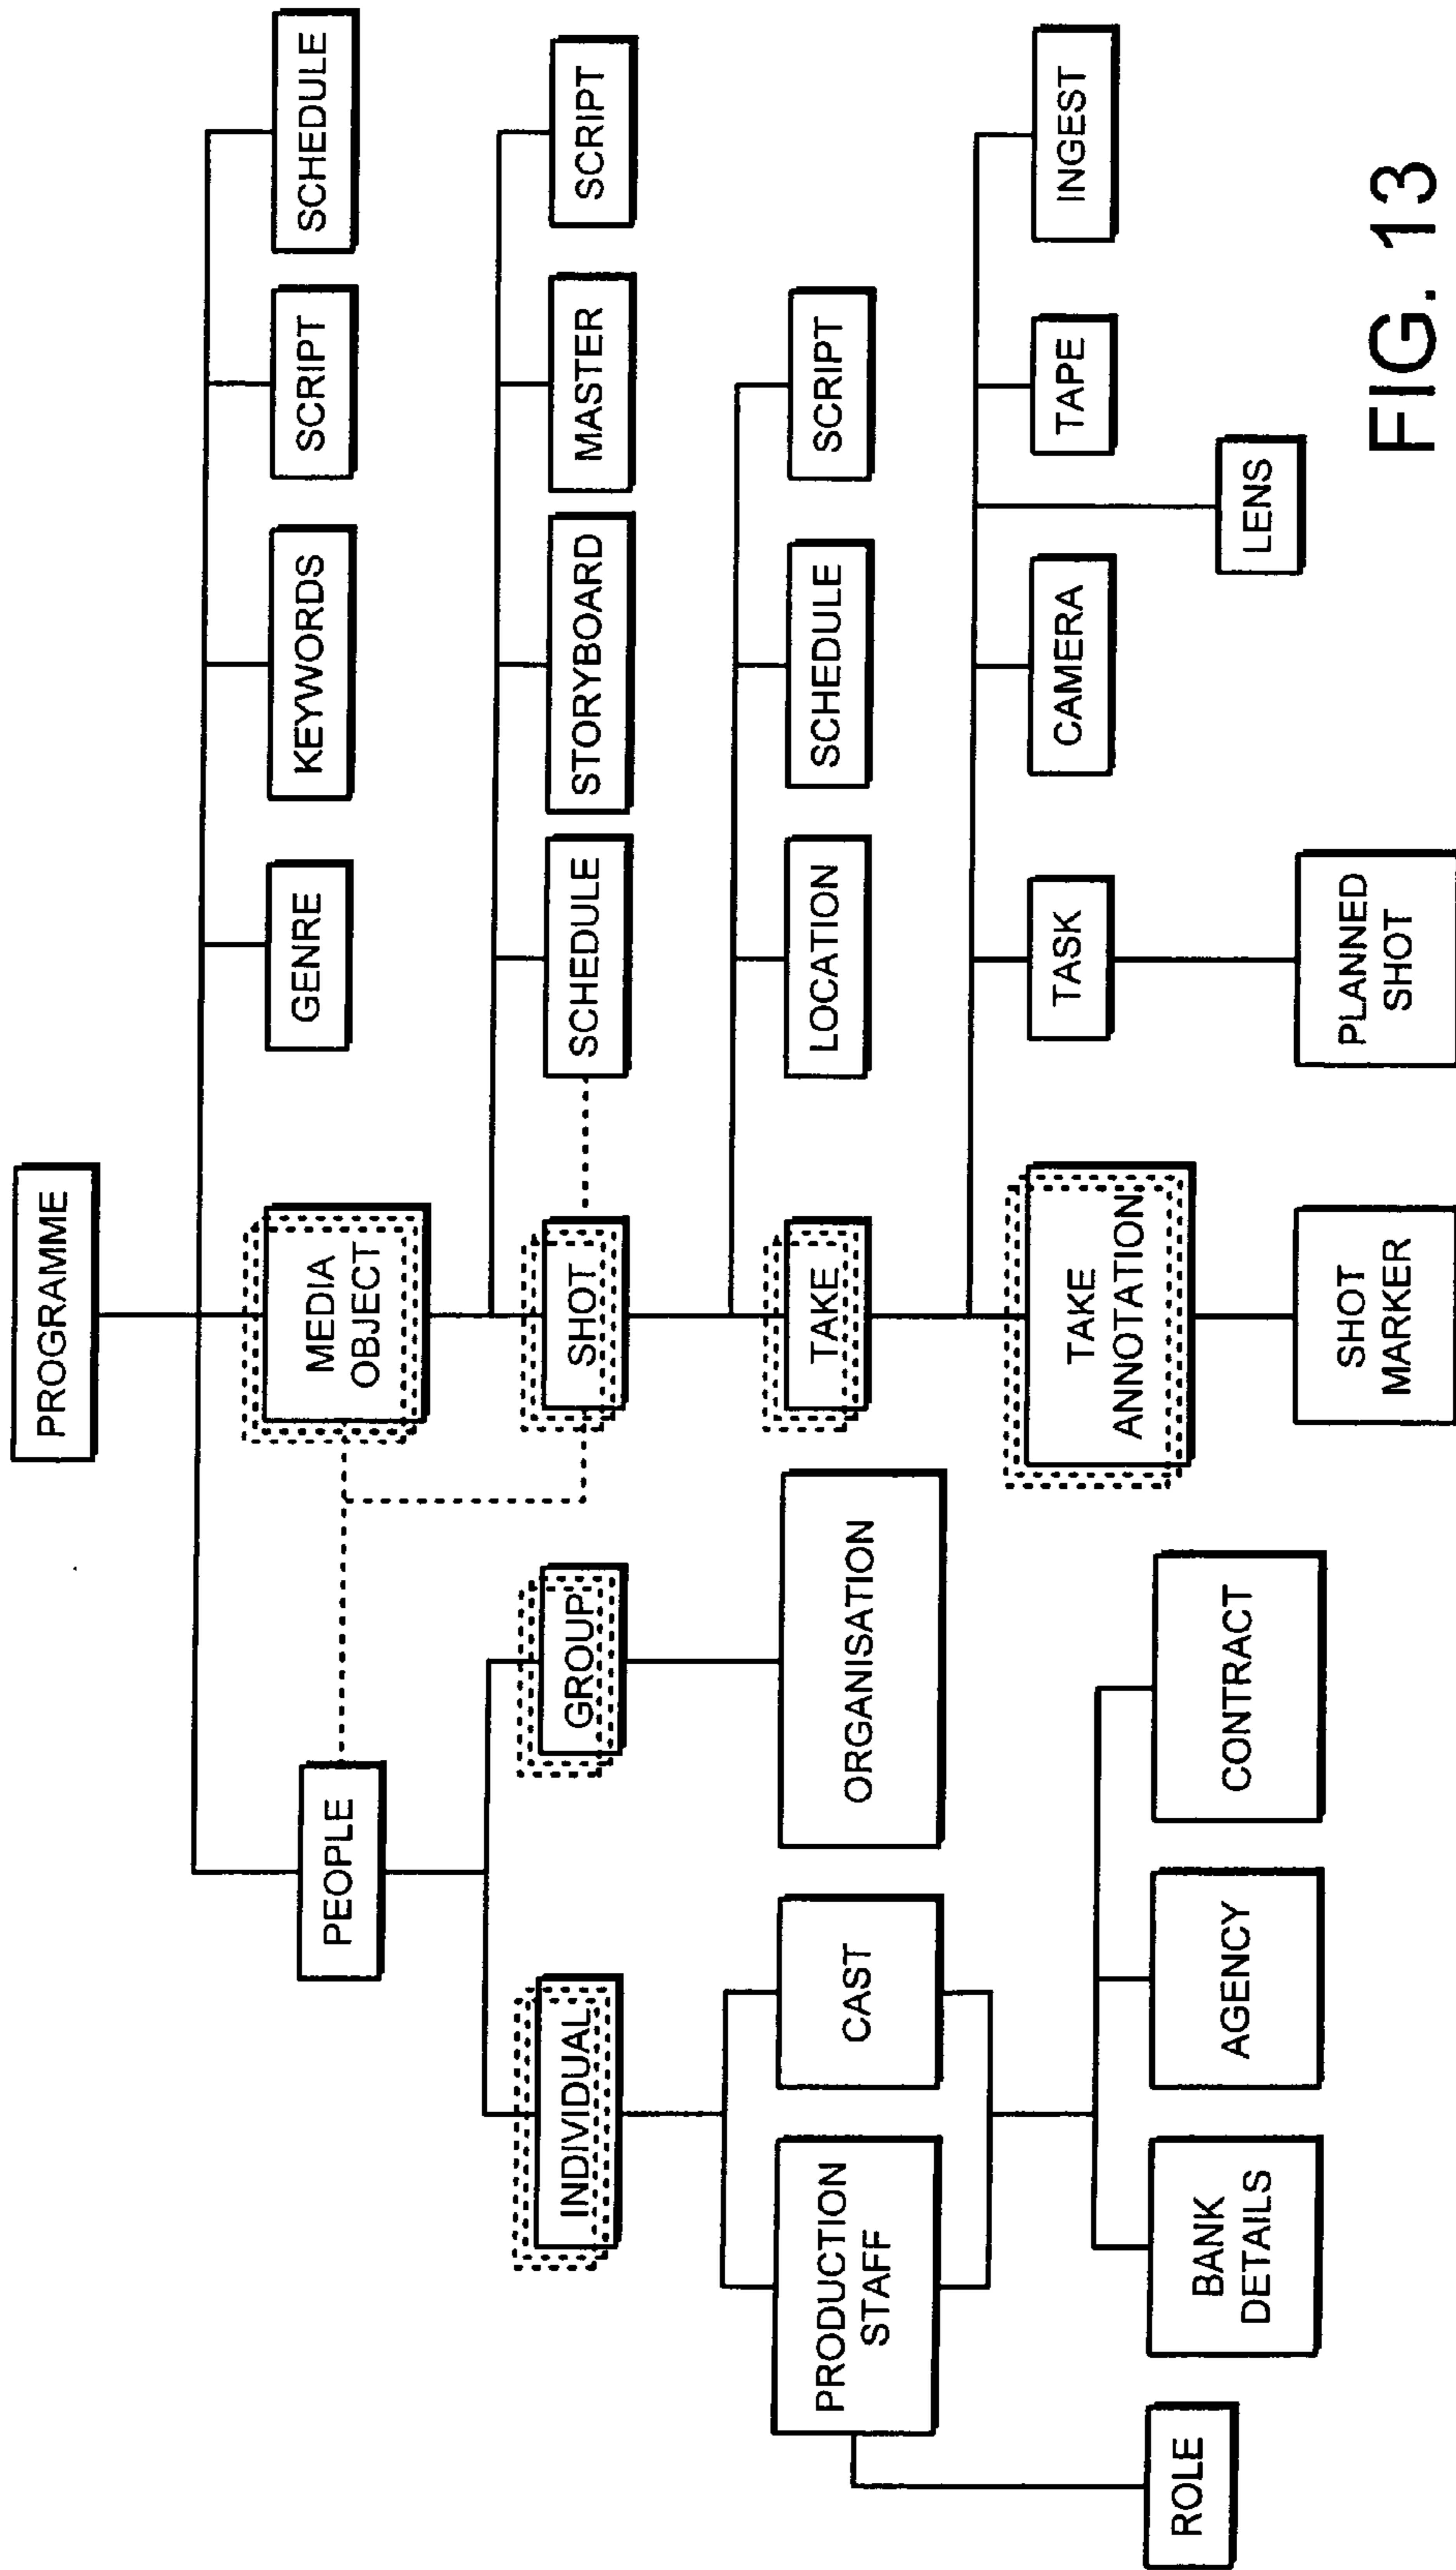 PROGRAMME
PEOPLE
MEDIA
OBJECT
GENRE
KEYWORDS
SCRIPT
SCHEDULE
INDIVIDUAL
GROUP
SHOT
SCHEDULE
STORYBOARD
MASTER
SCRIPT
PRODUCTION
STAFF
CAST
ORGANISATION
TAKE
LOCATION
SCHEDULE
SCRIPT
ROLE
BANK
DETAILS
AGENCY
CONTRACT
TAKE
ANNOTATION
TASK
CAMERA
LENS
TAPE
INGEST
SHOT
MARKER
PLANNED
SHOT
FIG. 13